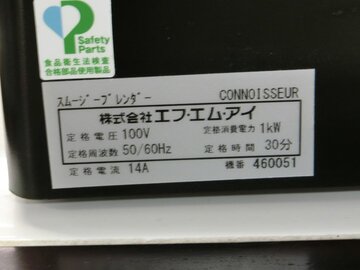 Safety
Parts
食品衛生法検査
合格部品使用製品
スムージーブレンダー CONNOISSEUR
株式会社エフ・エム・アイ
定格電圧 100V 定格消費電力 1kW
定格周波数 50/60Hz 定格時間 30分
定格電流 14A 機番 460051